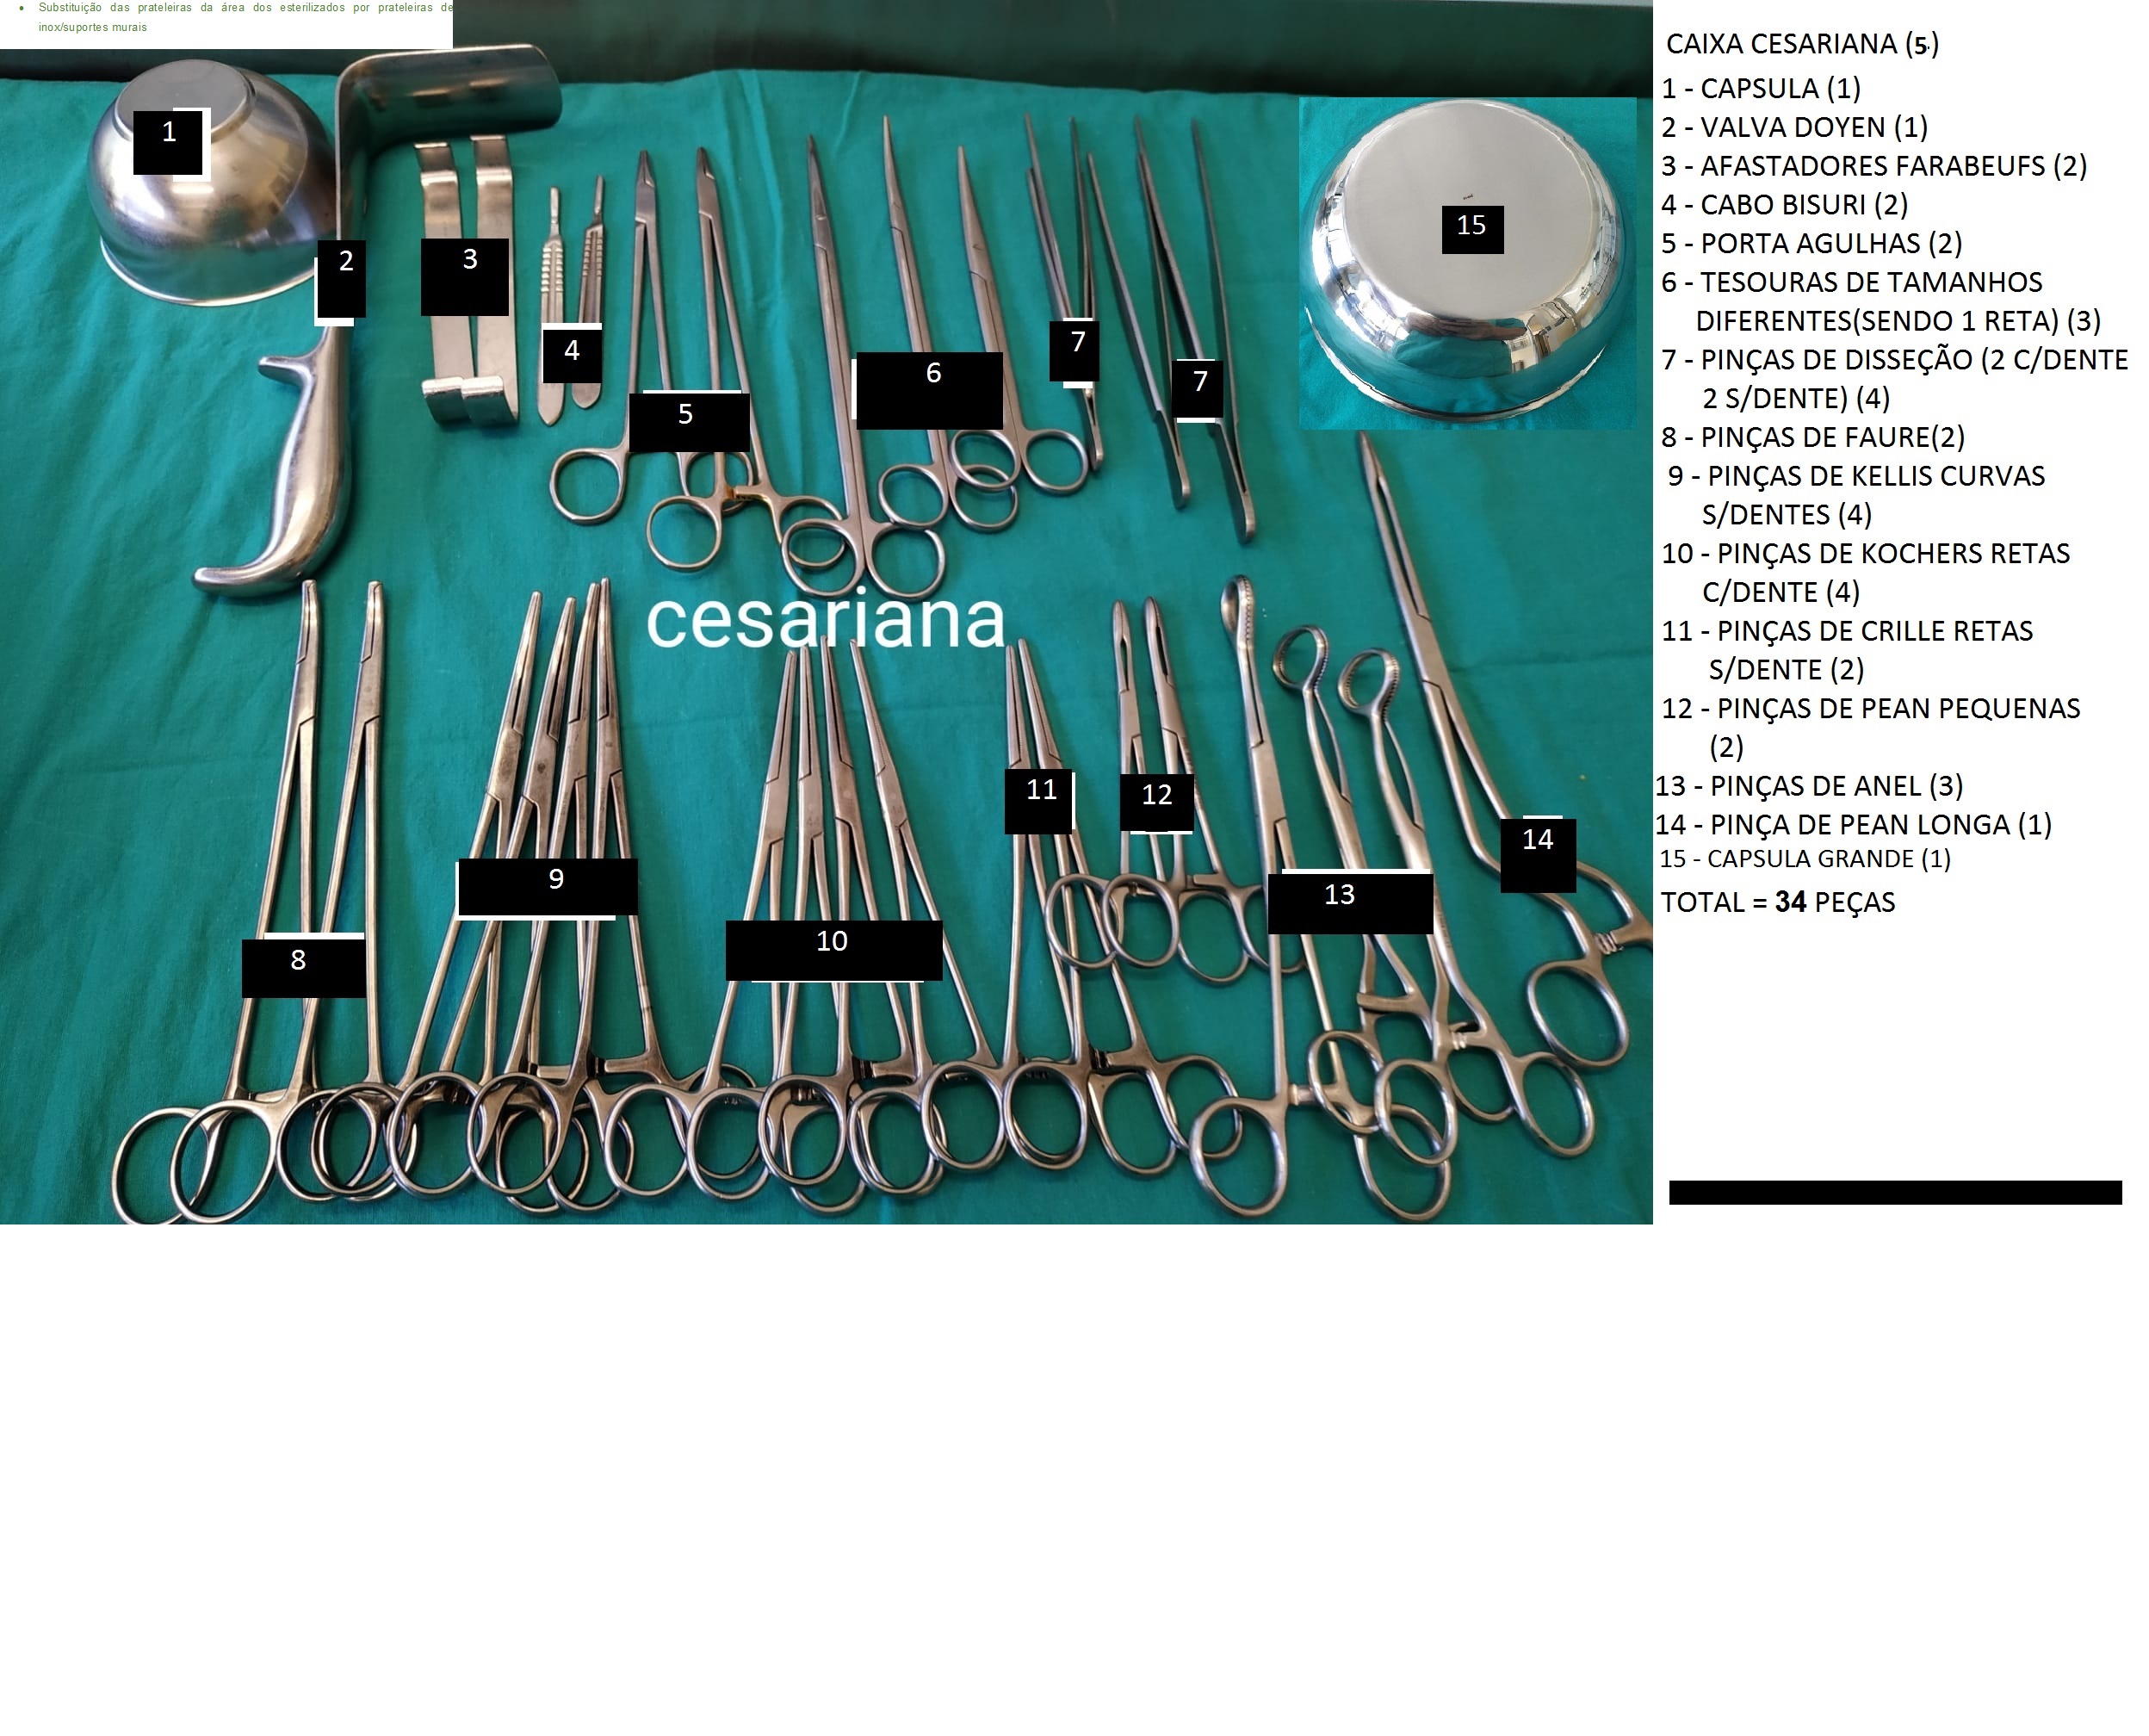 • Substituição das prateleiras da área dos esterilizados por prateleiras de
inox/suportes murais
1
2
3
4
5
6
7
7
15
cesariana
8
9
10
11
12
13
14
CAIXA CESARIANA (5)
1 - CAPSULA (1)
2 - VALVA DOYEN (1)
3 - AFASTADORES FARABEUFS (2)
4 - CABO BISURI (2)
5 - PORTA AGULHAS (2)
6 - TESOURAS DE TAMANHOS
DIFERENTES(SENDO 1 RETA) (3)
7 - PINÇAS DE DISSEÇÃO (2 C/DENTE
2 S/DENTE) (4)
8 - PINÇAS DE FAURE(2)
9 - PINÇAS DE KELLIS CURVAS
S/DENTES (4)
10 - PINÇAS DE KOCHERS RETAS
C/DENTE (4)
11 - PINÇAS DE CRILLE RETAS
S/DENTE (2)
12 - PINÇAS DE PEAN PEQUENAS
(2)
13 - PINÇAS DE ANEL (3)
14 - PINÇA DE PEAN LONGA (1)
15 - CAPSULA GRANDE (1)
TOTAL = 34 PEÇAS